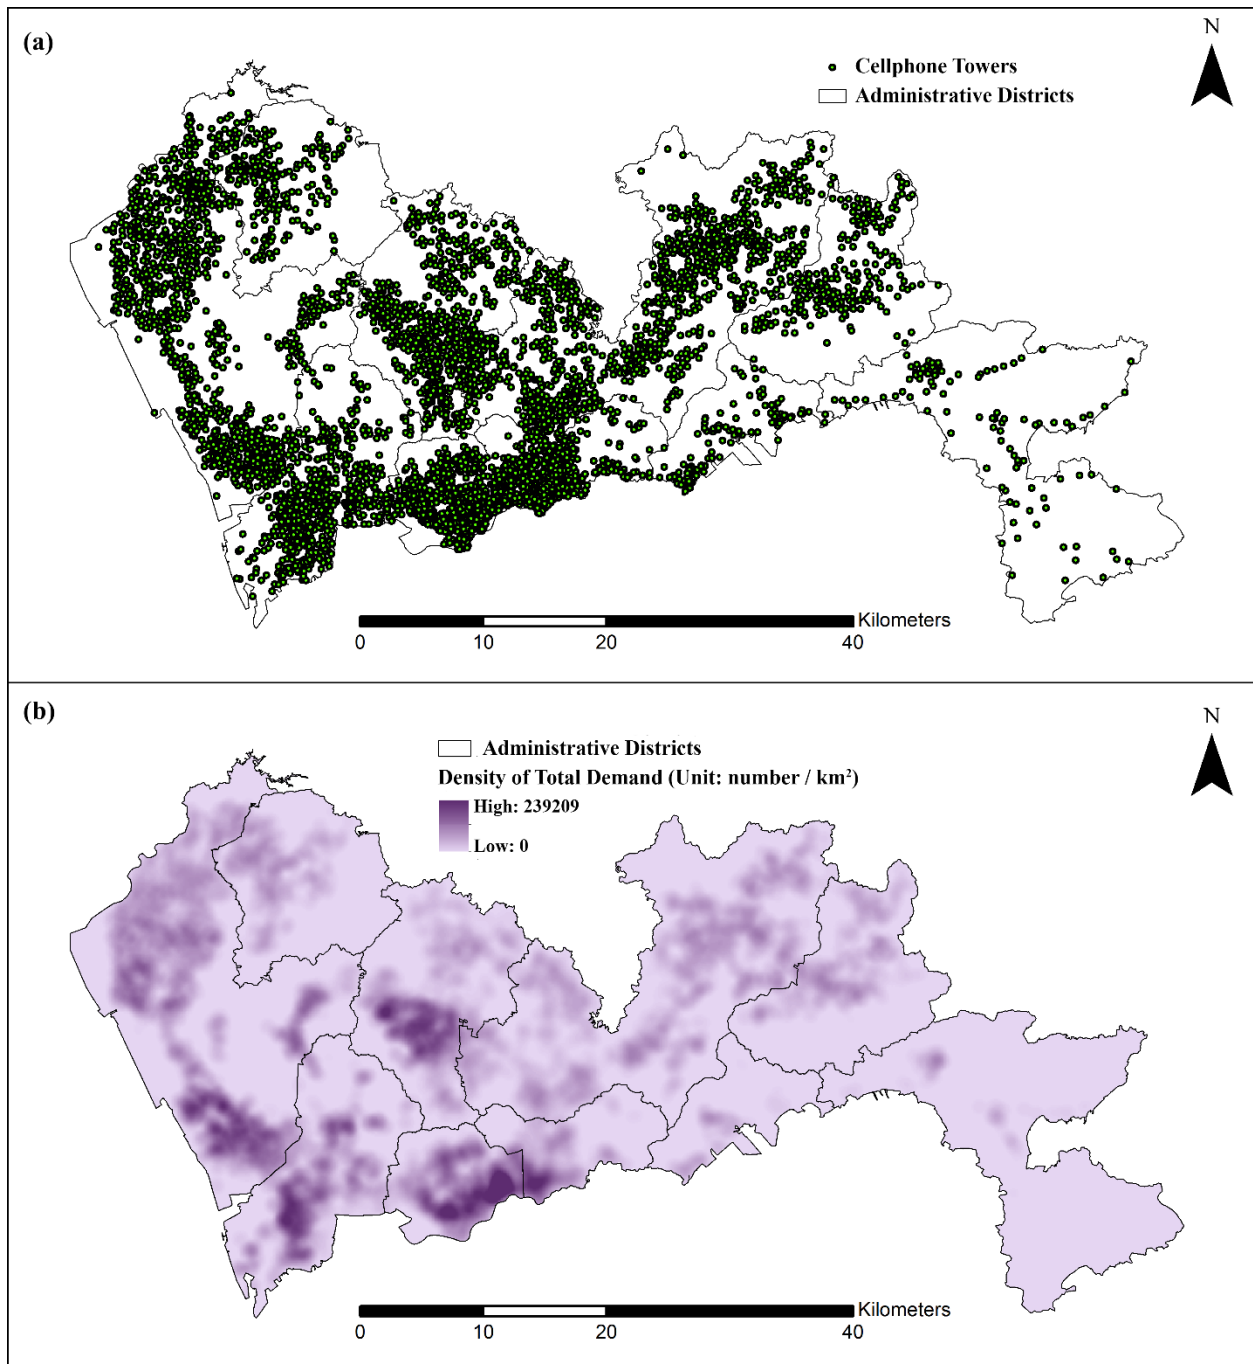 (a)
N
Cellphone Towers
Administrative Districts
Kilometers
0 10 20 40
(b)
N
Administrative Districts
Density of Total Demand (Unit: number / km²)
High: 239209
Low: 0
Kilometers
0 10 20 40